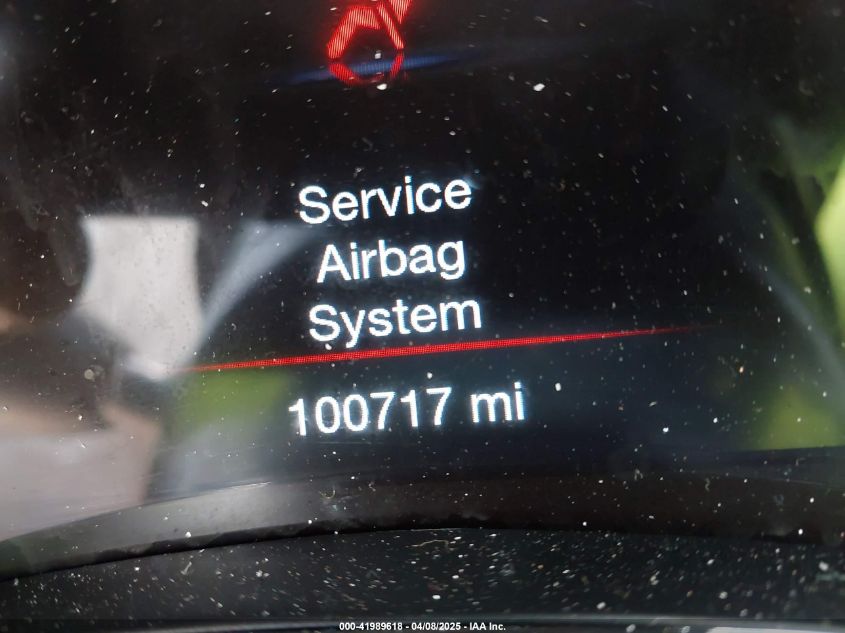 Service
Airbag
System
100717 mi
000-41989618 - 04/08/2025 - IAA Inc.